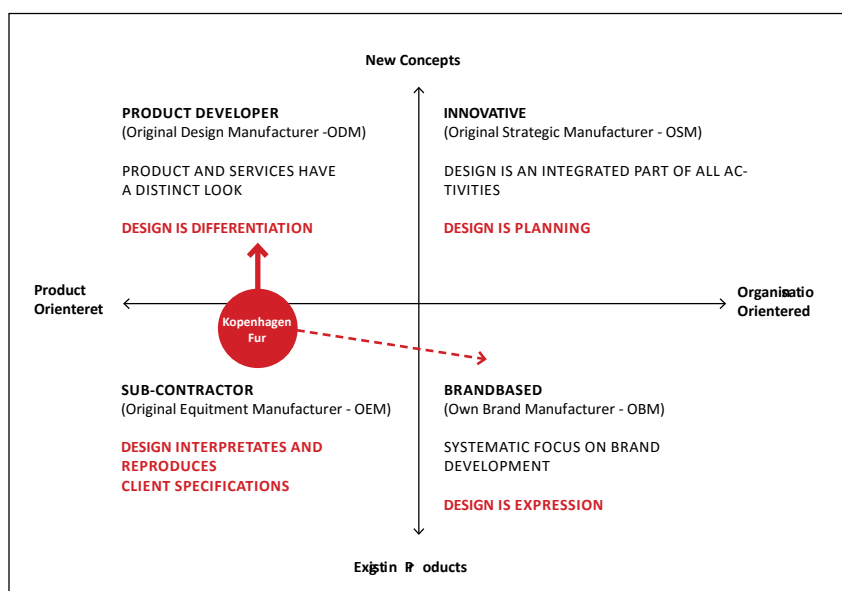 New Concepts
PRODUCT DEVELOPER
(Original Design Manufacturer -ODM)
PRODUCT AND SERVICES HAVE
A DISTINCT LOOK
DESIGN IS DIFFERENTIATION
INNOVATIVE
(Original Strategic Manufacturer - OSM)
DESIGN IS AN INTEGRATED PART OF ALL AC-
TIVITIES
DESIGN IS PLANNING
Product
Orienteret
Kopenhagen
Fur
Organisatio
Orientered
SUB-CONTRACTOR
(Original Equitment Manufacturer - OEM)
DESIGN INTERPRETATES AND
REPRODUCES
CLIENT SPECIFICATIONS
BRANDBASED
(Own Brand Manufacturer - OBM)
SYSTEMATIC FOCUS ON BRAND
DEVELOPMENT
DESIGN IS EXPRESSION
Existing Products